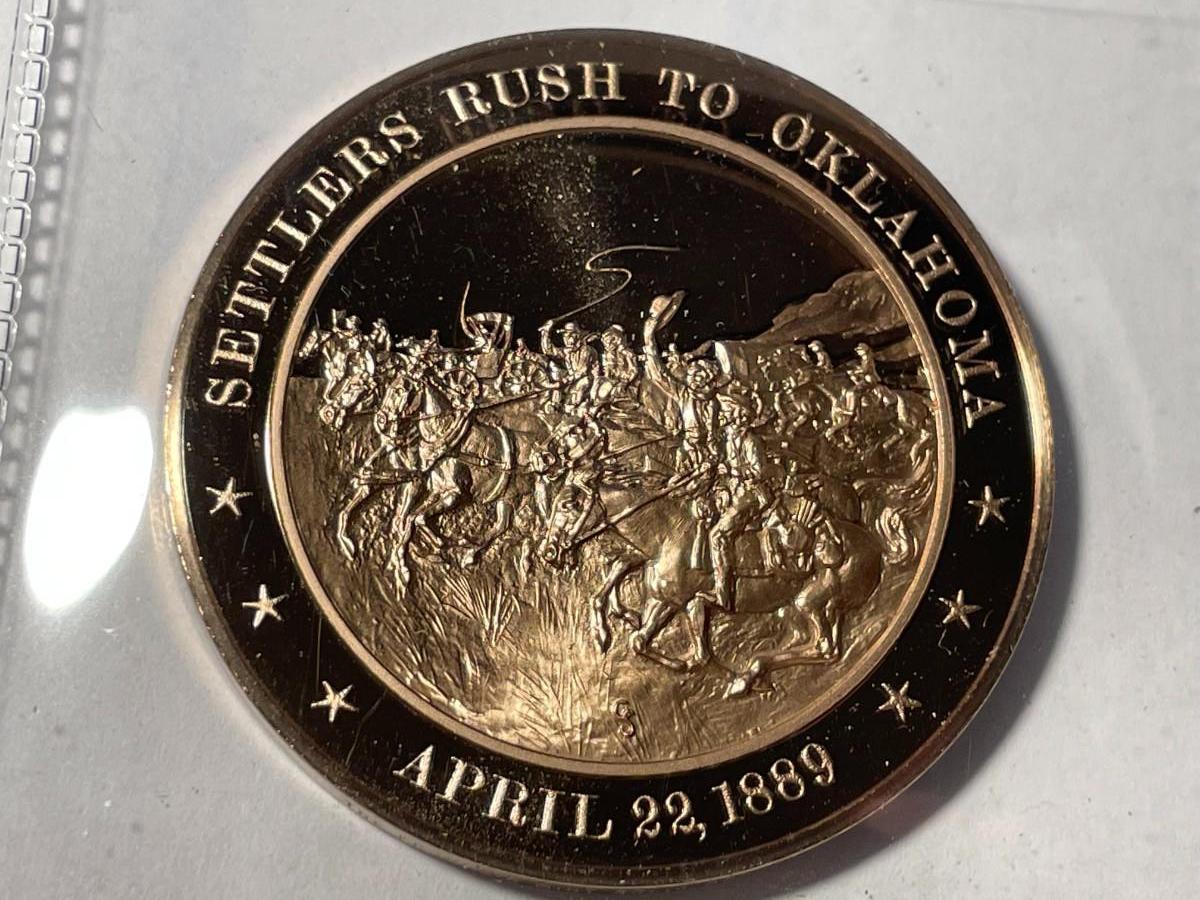 SETTLERS RUSH TO OKLAHOMA
APRIL 22, 1889